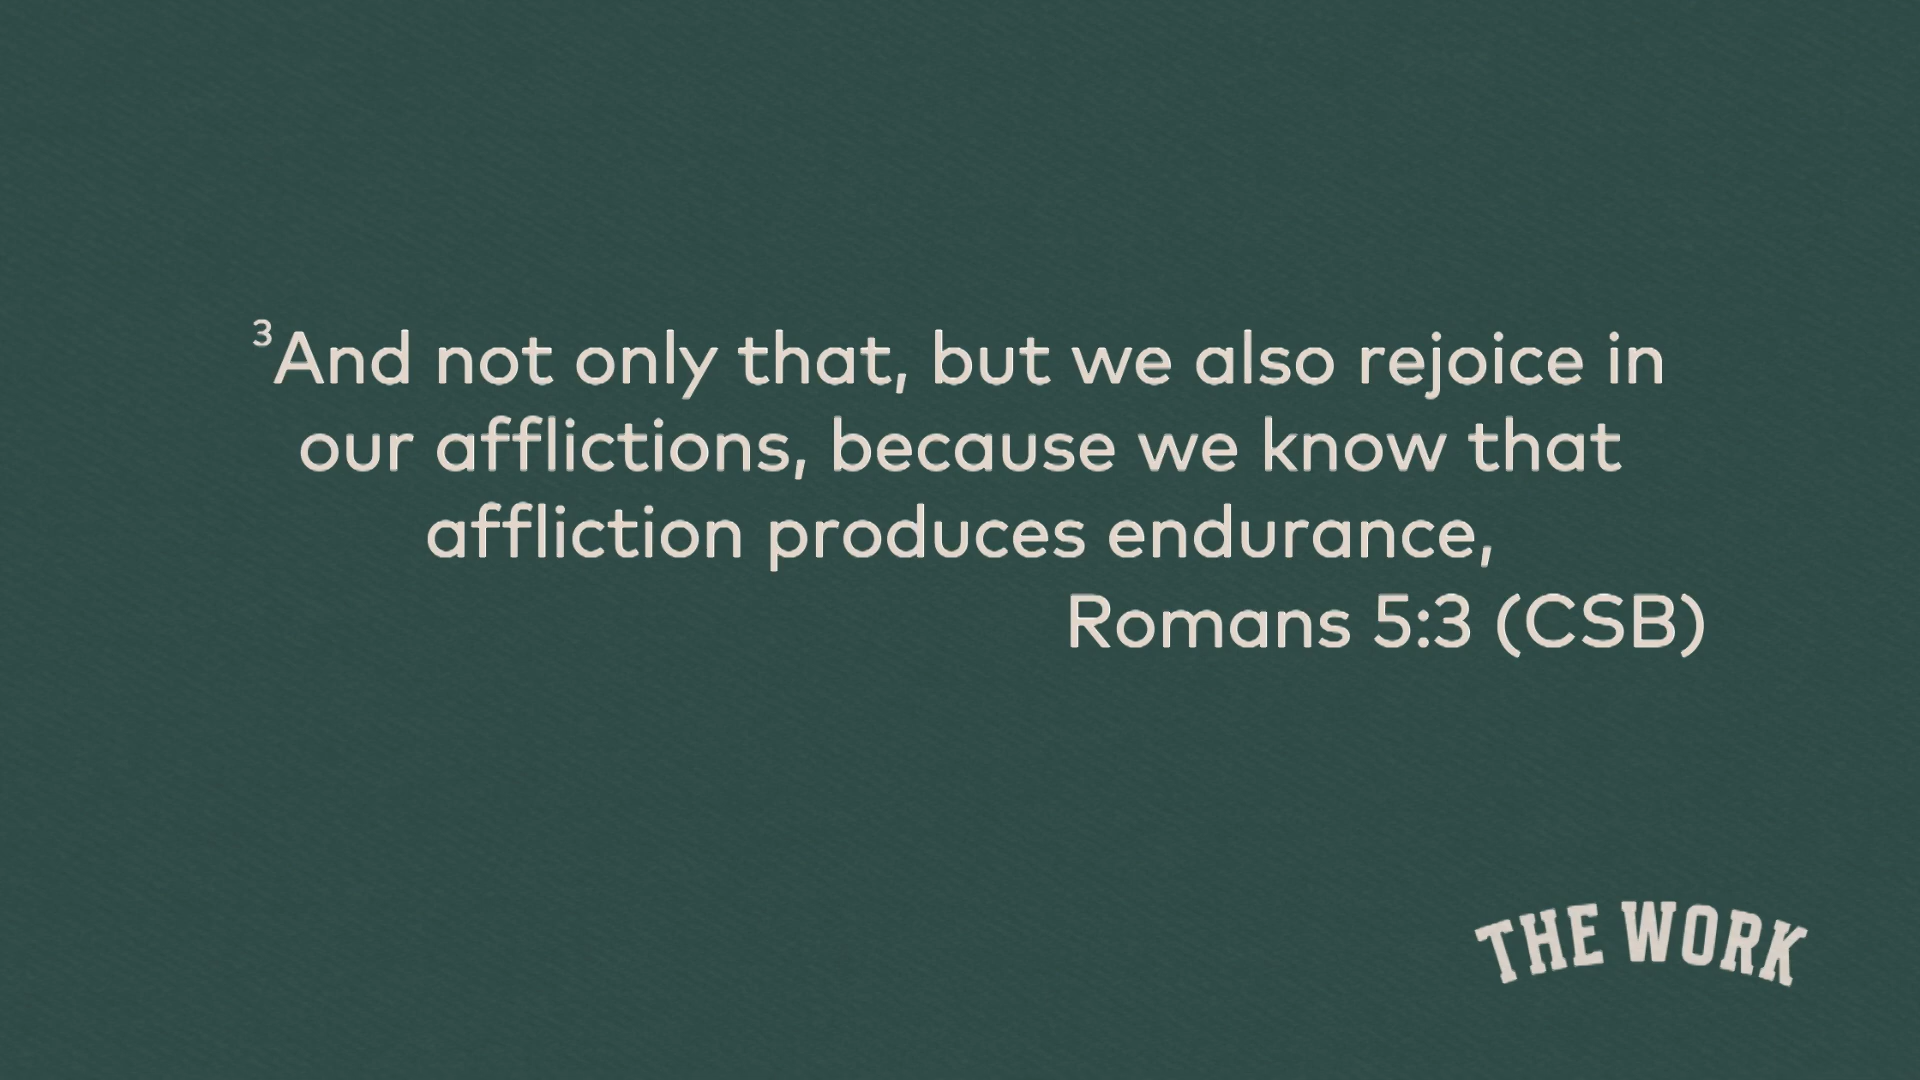 ³And not only that, but we also rejoice in
our afflictions, because we know that
affliction produces endurance,
Romans 5:3 (CSB)
THE WORK